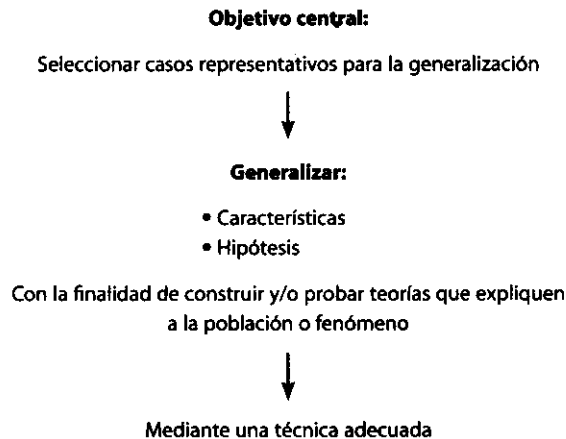 Objetivo central:
Seleccionar casos representativos para la generalización
Generalizar:
• Características
• Hipótesis
Con la finalidad de construir y/o probar teorías que expliquen
a la población o fenómeno
Mediante una técnica adecuada